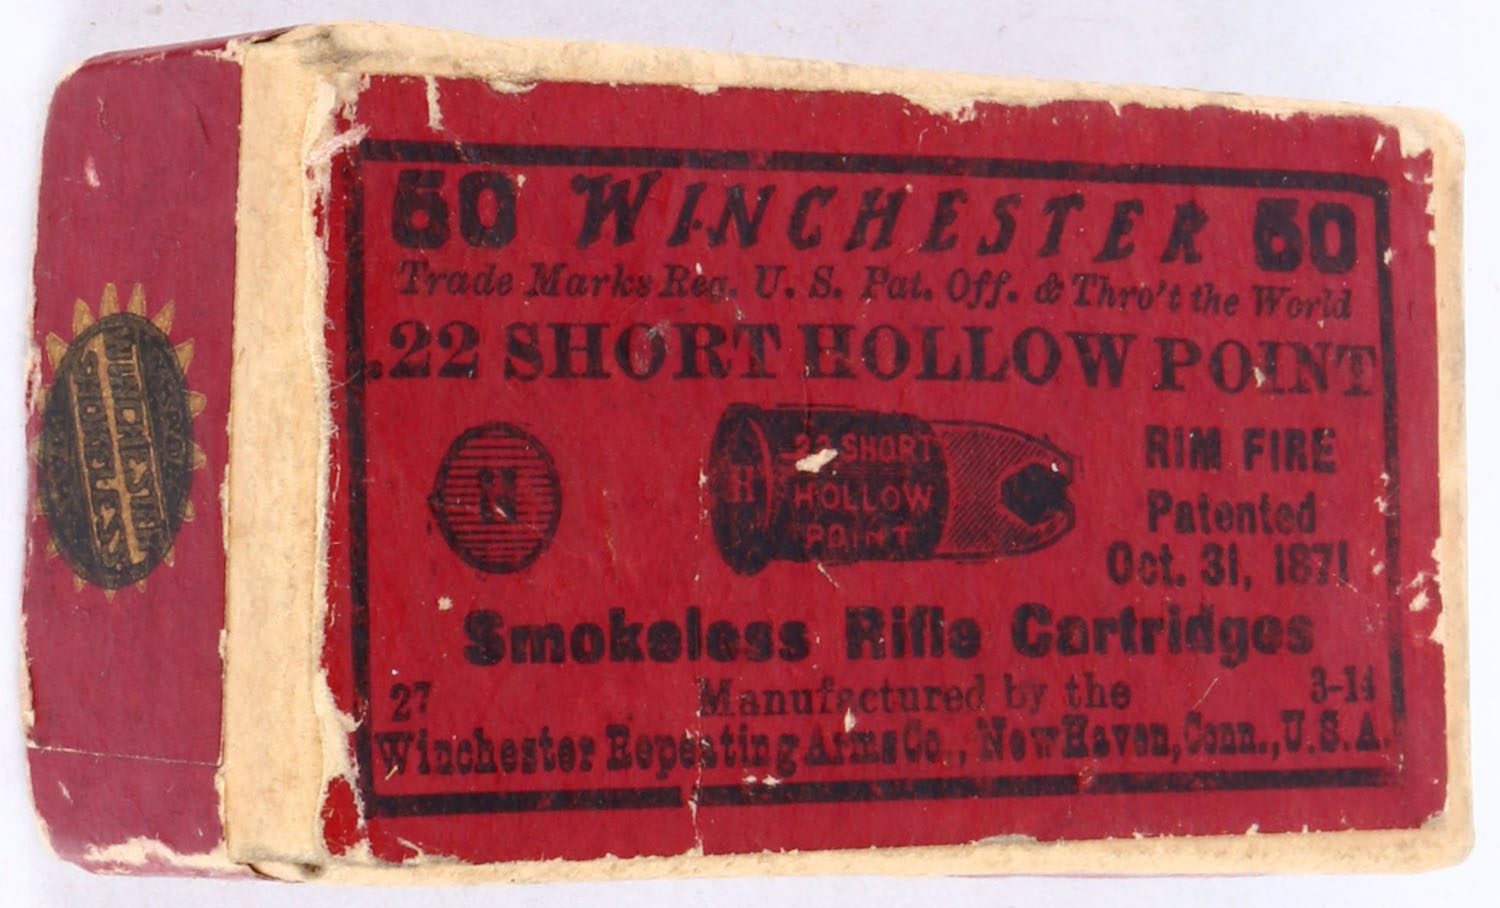 50 WINCHESTER 50
Trade Marks Reg. U. S. Pat. Off. & Thro't the World
.22 SHORT HOLLOW POINT
H
H
.22 SHORT
HOLLOW
POINT
RIM FIRE
Patented
Oct. 31, 1871
Smokeless Rifle Cartridges
27 Manufactured by the 3-14
Winchester Repeating Arms Co., New Haven, Conn., U.S.A.